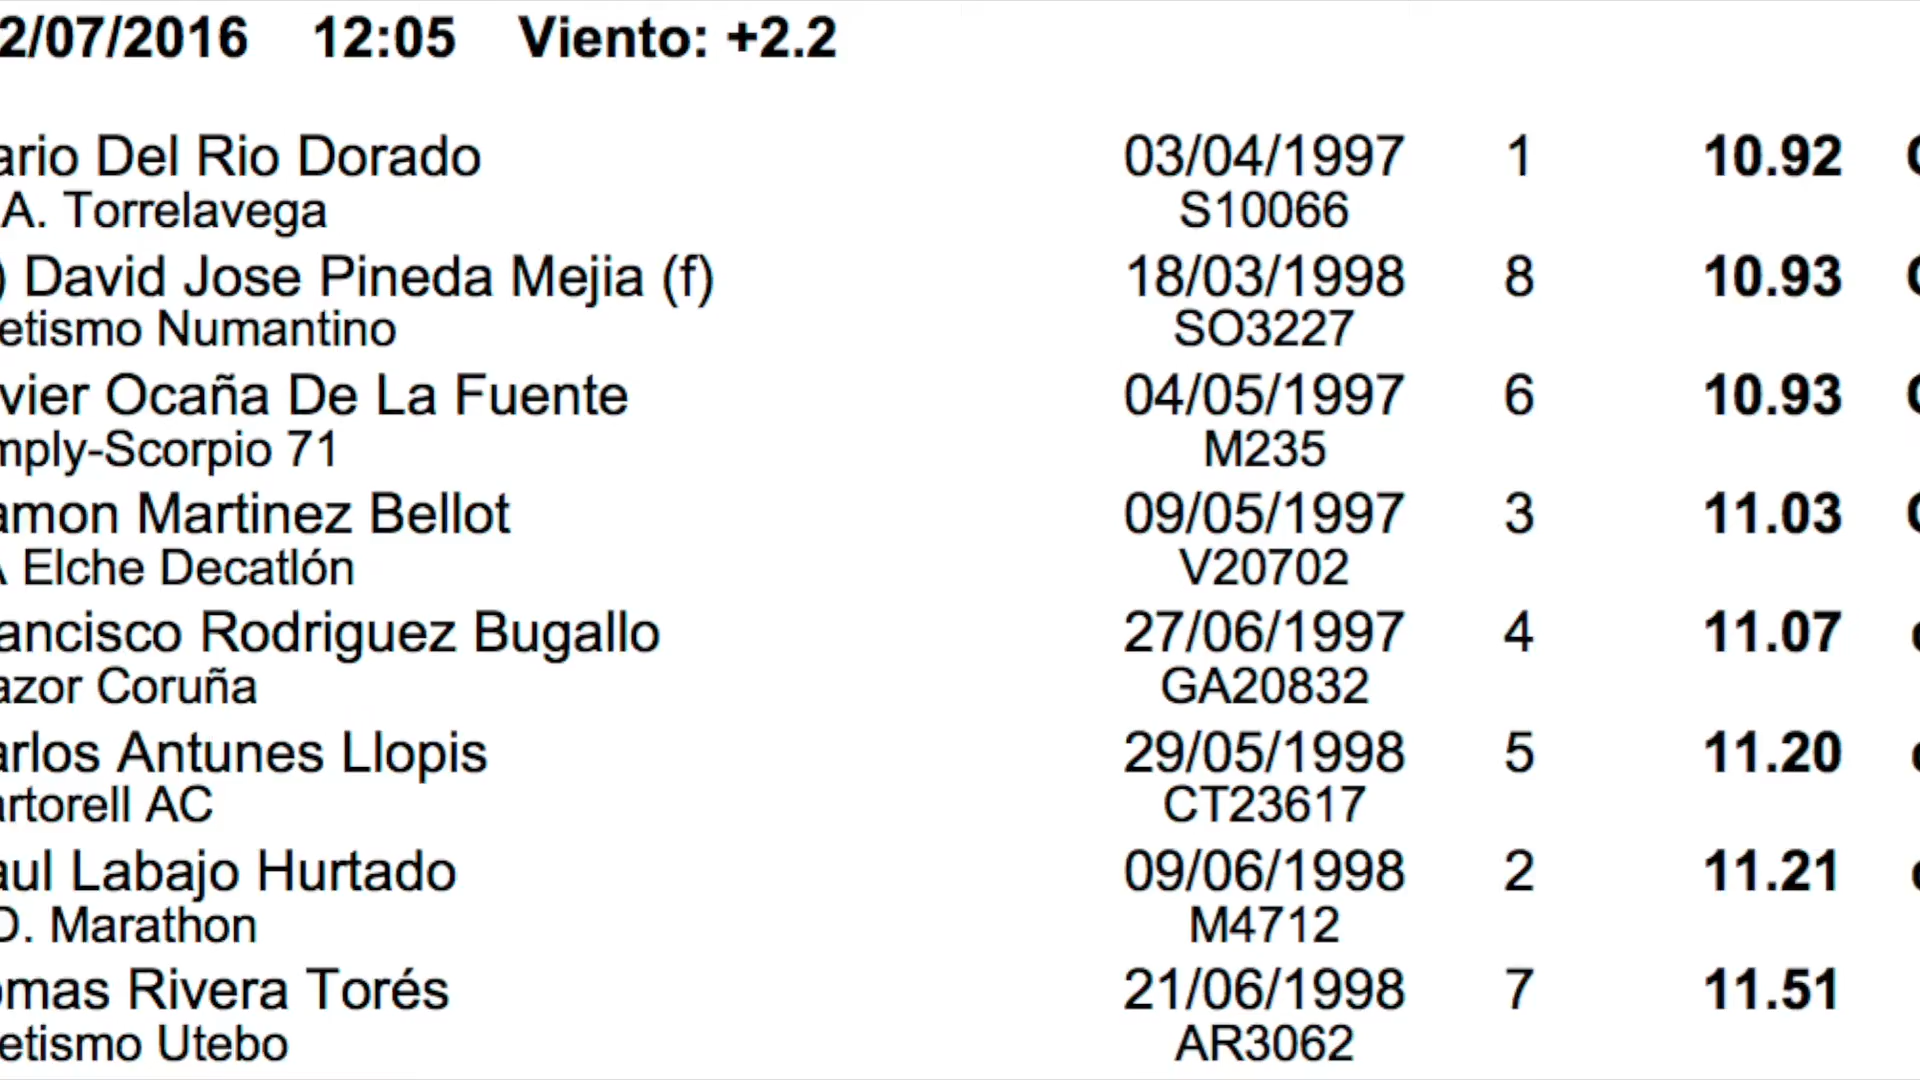 2/07/2016 12:05 Viento: +2.2
ario Del Rio Dorado 03/04/1997 1 10.92
A. Torrelavega S10066
) David Jose Pineda Mejia (f) 18/03/1998 8 10.93
etismo Numantino SO3227
vier Ocaña De La Fuente 04/05/1997 6 10.93
mply-Scorpio 71 M235
amon Martinez Bellot 09/05/1997 3 11.03
Elche Decatlón V20702
ancisco Rodriguez Bugallo 27/06/1997 4 11.07
azor Coruña GA20832
arlos Antunes Llopis 29/05/1998 5 11.20
artorell AC CT23617
aul Labajo Hurtado 09/06/1998 2 11.21
D. Marathon M4712
omas Rivera Torés 21/06/1998 7 11.51
etismo Utebo AR3062